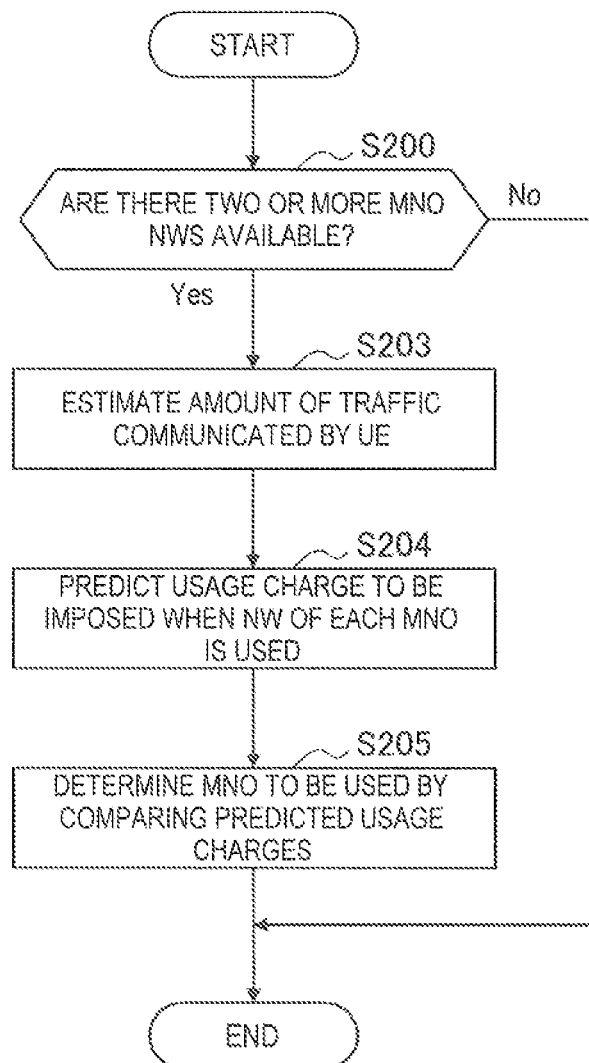 START
S200
ARE THERE TWO OR MORE MNO
NWS AVAILABLE?
No
Yes
S203
ESTIMATE AMOUNT OF TRAFFIC
COMMUNICATED BY UE
S204
PREDICT USAGE CHARGE TO BE
IMPOSED WHEN NW OF EACH MNO
IS USED
S205
DETERMINE MNO TO BE USED BY
COMPARING PREDICTED USAGE
CHARGES
END